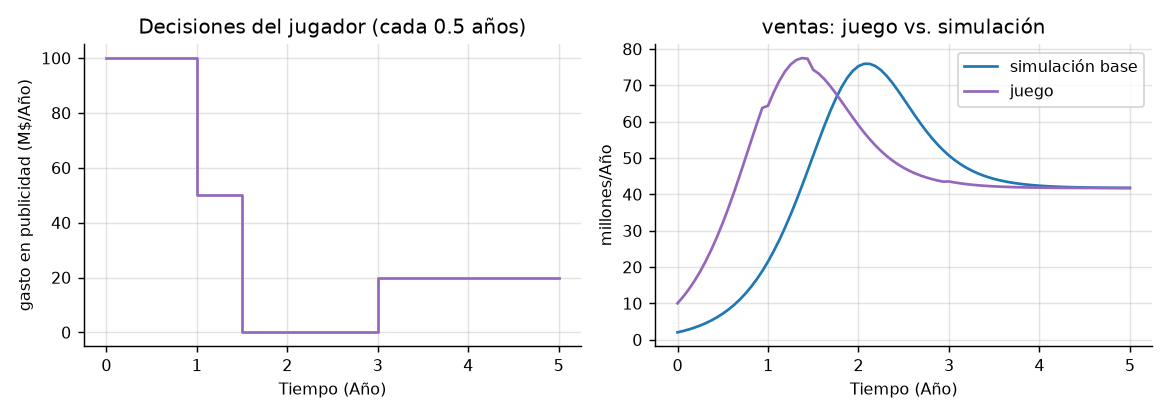 Decisiones del jugador (cada 0.5 años)
gasto en publicidad (M$/Año)
100
80
60
40
20
0
0 1 2 3 4 5
Tiempo (Año)
ventas: juego vs. simulación
millones/Año
80
70
60
50
40
30
20
10
0
simulación base
juego
0 1 2 3 4 5
Tiempo (Año)